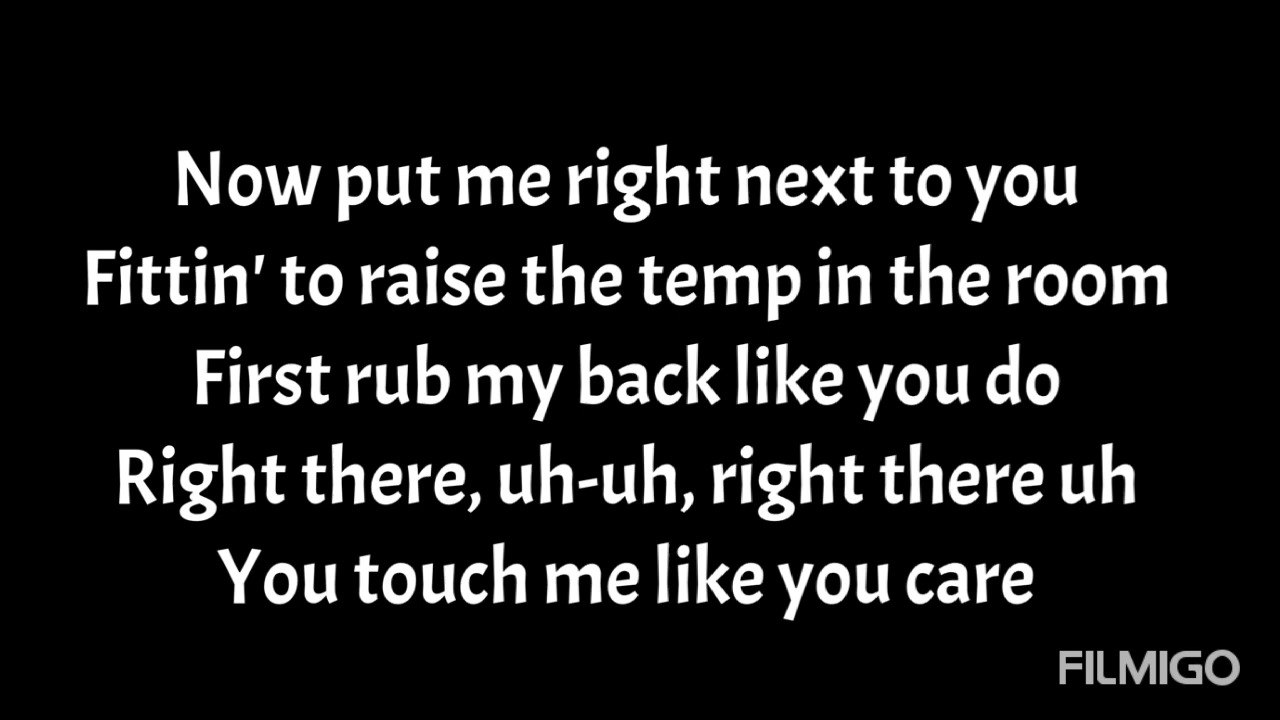 Now put me right next to you
Fittin' to raise the temp in the room
First rub my back like you do
Right there, uh-uh, right there uh
You touch me like you care
FILMIGO